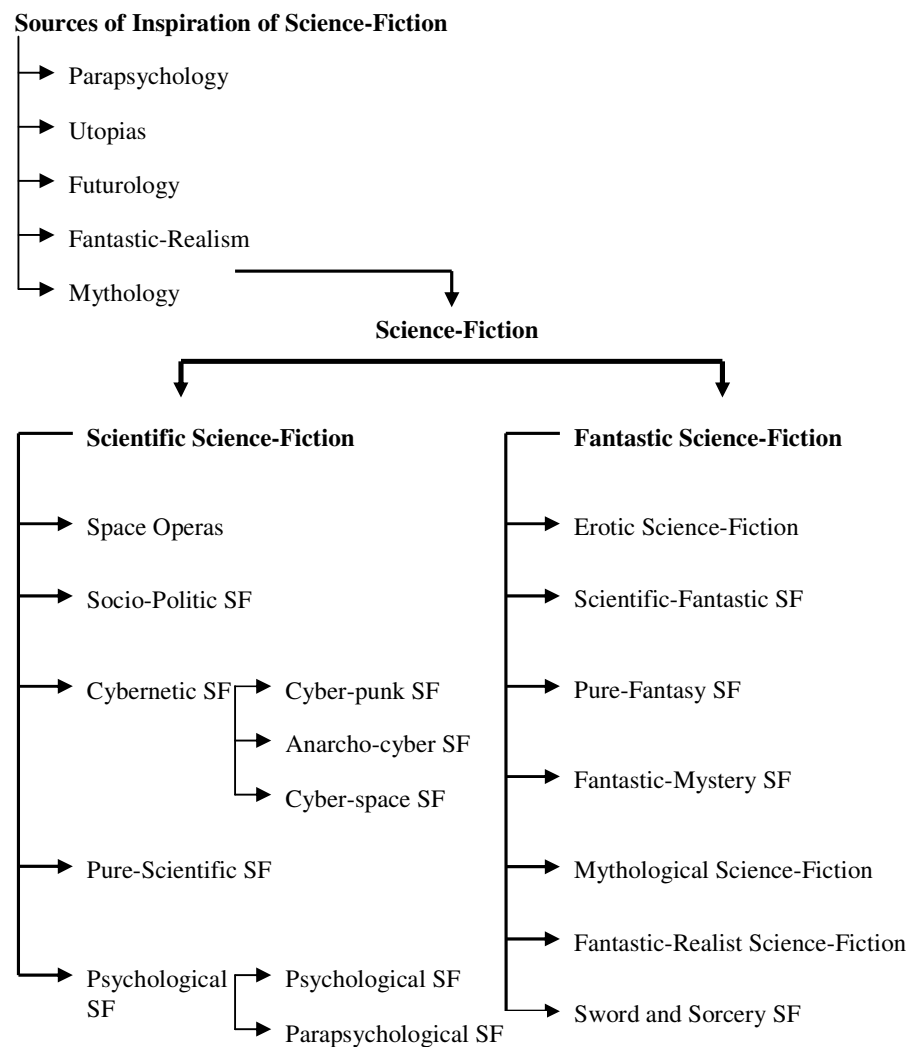 Sources of Inspiration of Science-Fiction
Parapsychology
Utopias
Futurology
Fantastic-Realism
Mythology
Science-Fiction
Scientific Science-Fiction
Space Operas
Socio-Politic SF
Cybernetic SF
Cyber-punk SF
Anarcho-cyber SF
Cyber-space SF
Pure-Scientific SF
Psychological
SF
Psychological SF
Parapsychological SF
Fantastic Science-Fiction
Erotic Science-Fiction
Scientific-Fantastic SF
Pure-Fantasy SF
Fantastic-Mystery SF
Mythological Science-Fiction
Fantastic-Realist Science-Fiction
Sword and Sorcery SF